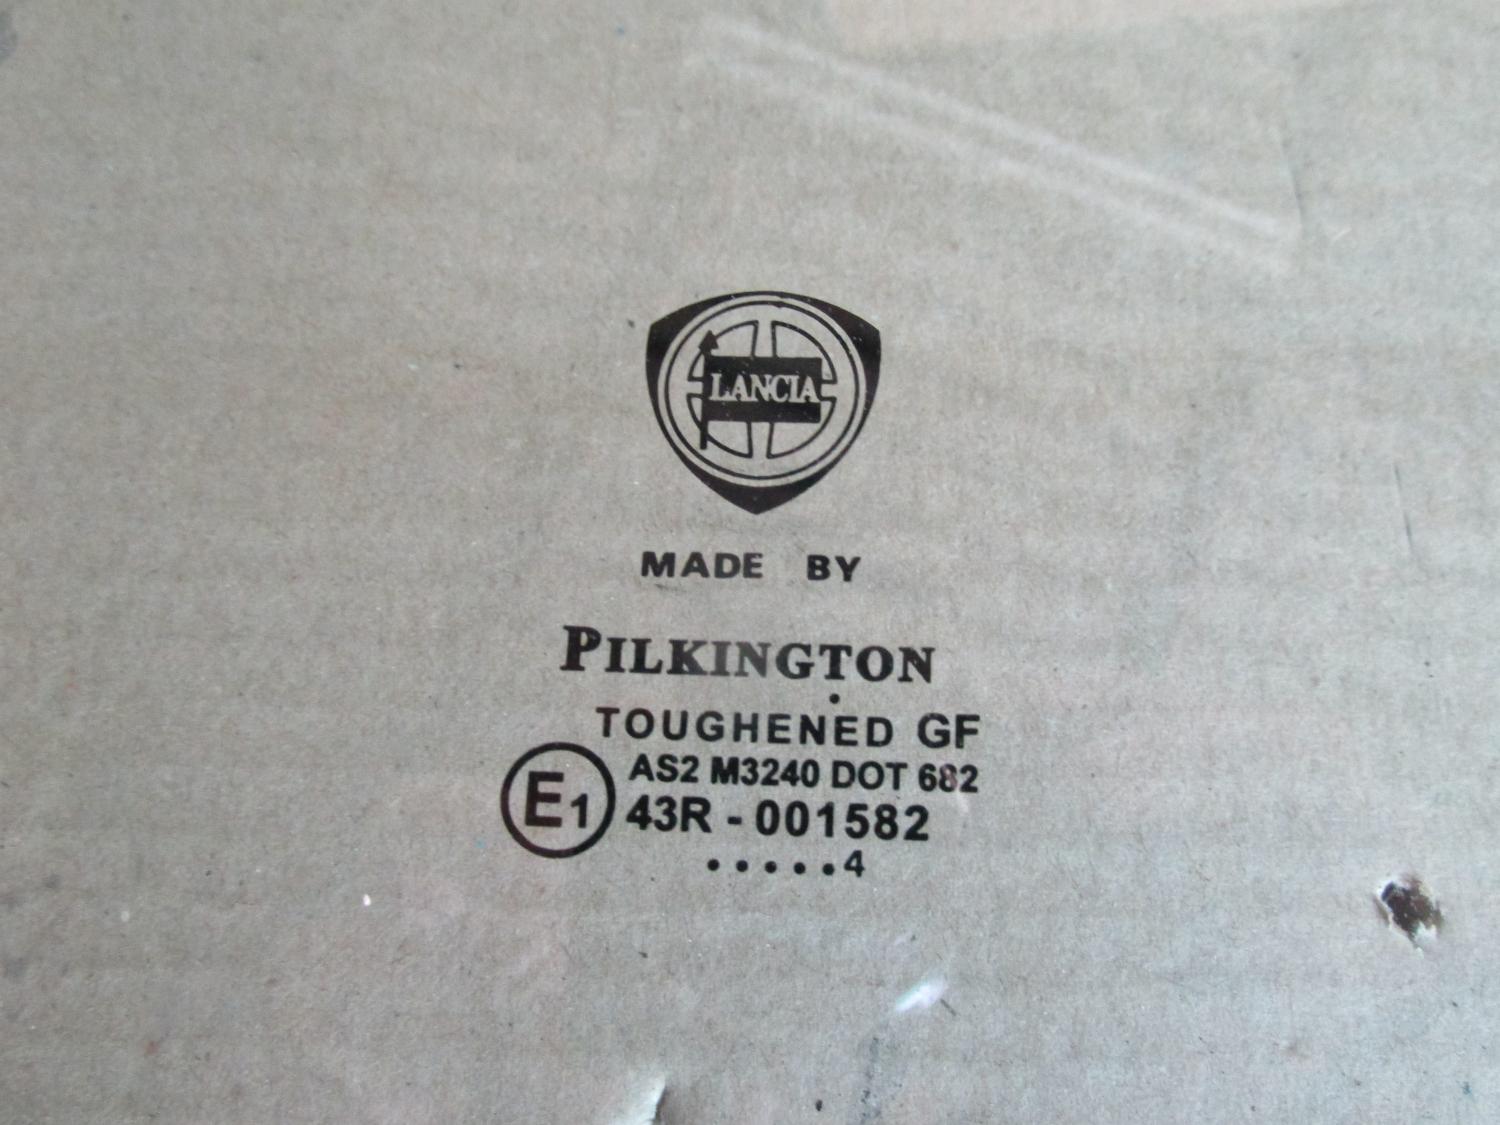 LANCIA
MADE BY
PILKINGTON
TOUGHENED GF
AS2 M3240 DOT 682
E1 43R - 001582
.....4